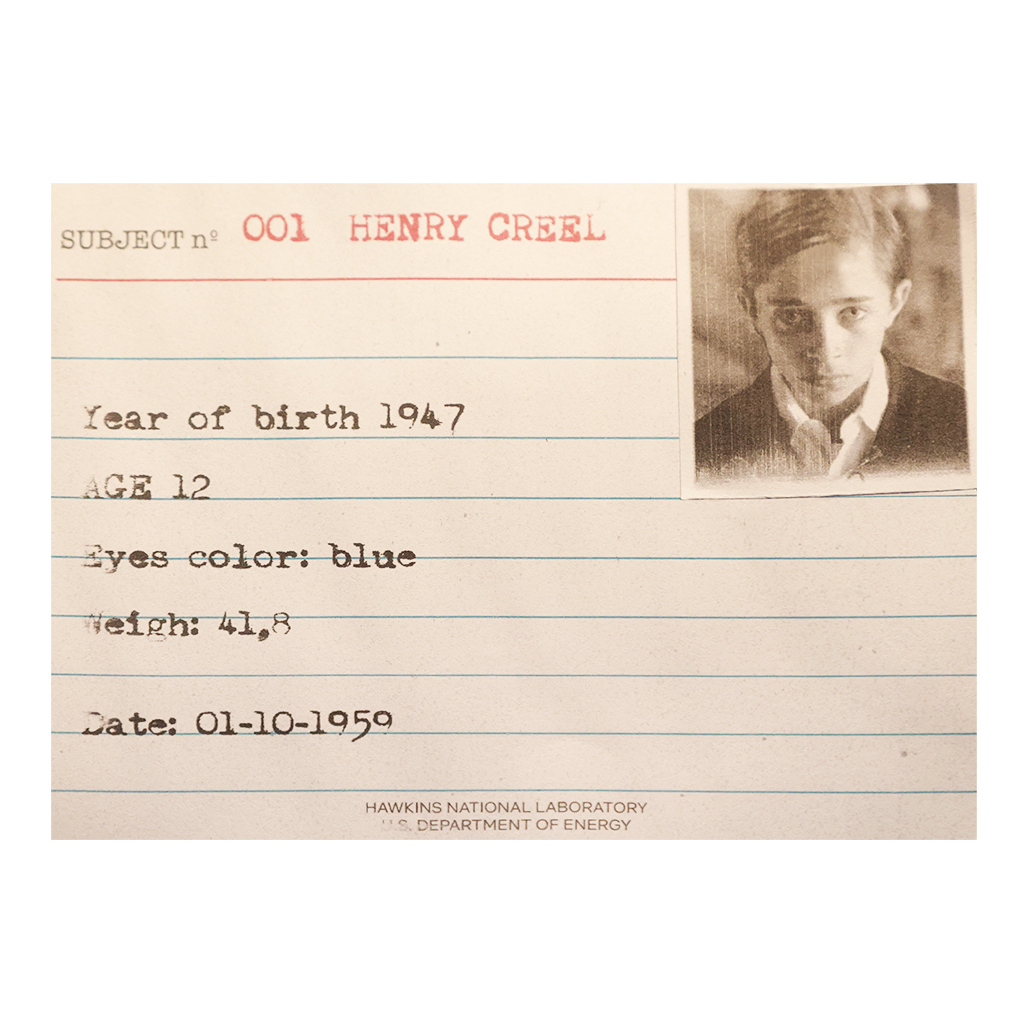 SUBJECT nº 001 HENRY CREEL
Year of birth 1947
AGE 12
Eyes color: blue
Weigh: 41,8
Date: 01-10-1959
HAWKINS NATIONAL LABORATORY
U.S. DEPARTMENT OF ENERGY